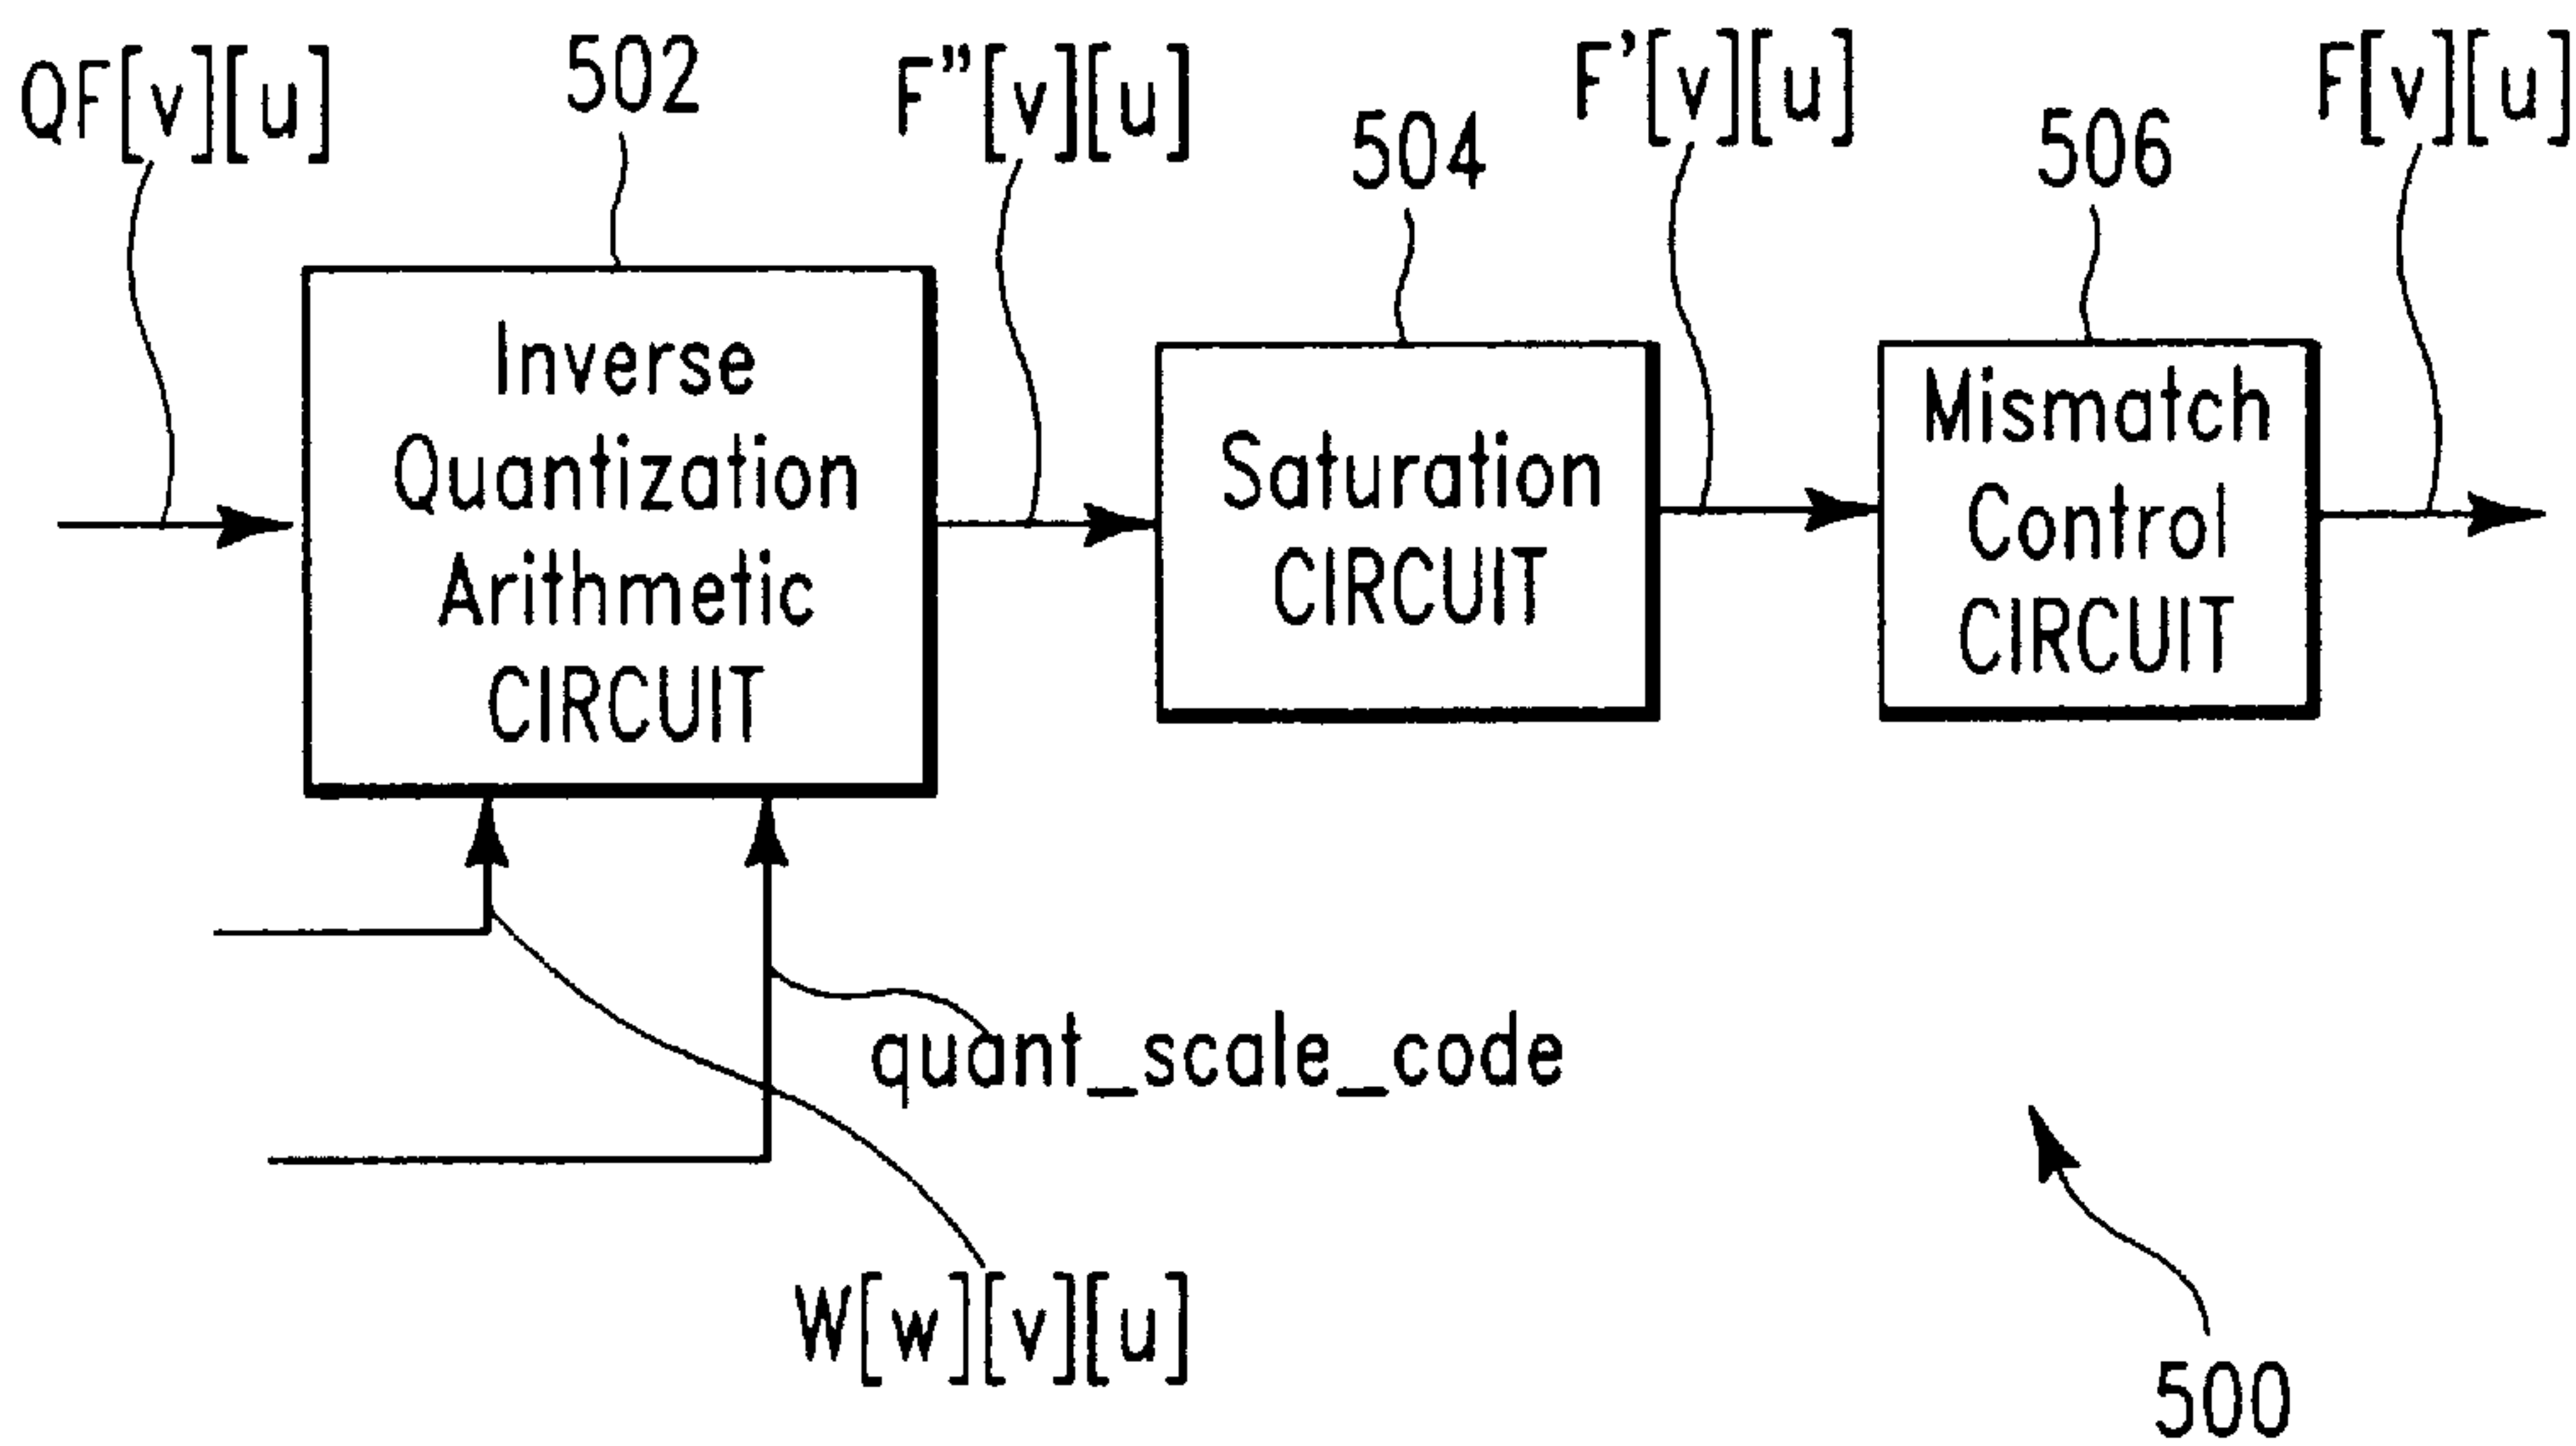 QF[v][u]
502
F"[v][u]
504
F'[v][u]
506
F[v][u]
Inverse
Quantization
Arithmetic
CIRCUIT
Saturation
CIRCUIT
Mismatch
Control
CIRCUIT
quant_scale_code
W[w][v][u]
500